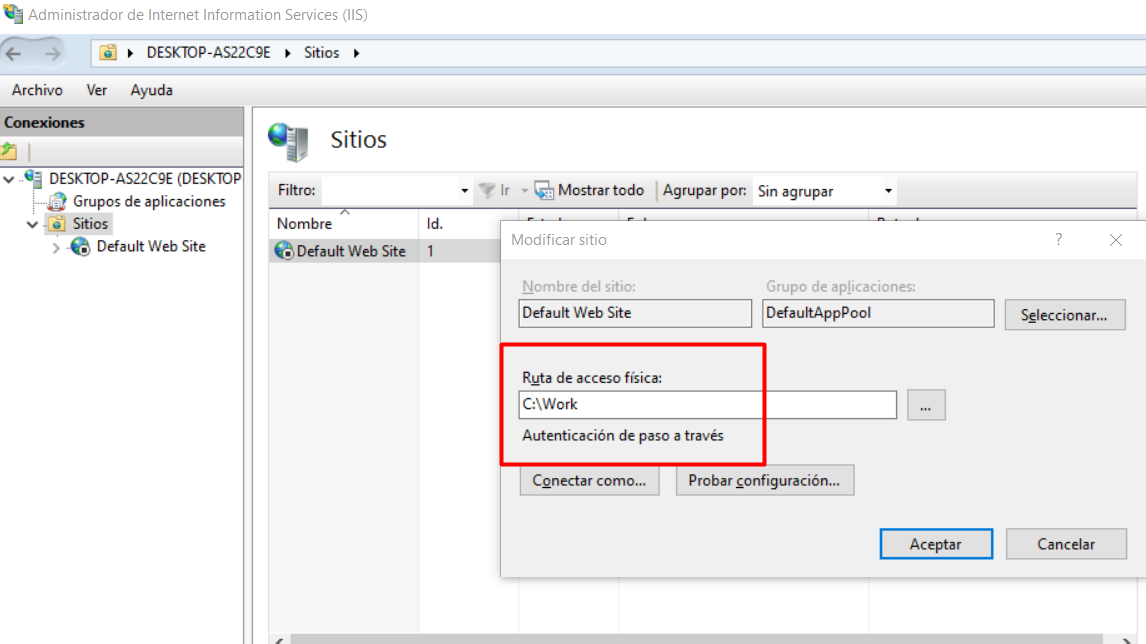 Administrador de Internet Information Services (IIS)
DESKTOP-AS22C9E Sitios
Archivo Ver Ayuda
Conexiones
DESKTOP-AS22C9E (DESKTOP
Grupos de aplicaciones
Sitios
Default Web Site
Sitios
Filtro: Ir Mostrar todo Agrupar por: Sin agrupar
Nombre Id.
Default Web Site 1
Modificar sitio ?
Nombre del sitio: Grupo de aplicaciones:
Default Web Site DefaultAppPool Seleccionar...
Ruta de acceso física:
C:\Work ...
Autenticación de paso a través
Conectar como... Probar configuración...
Aceptar Cancelar